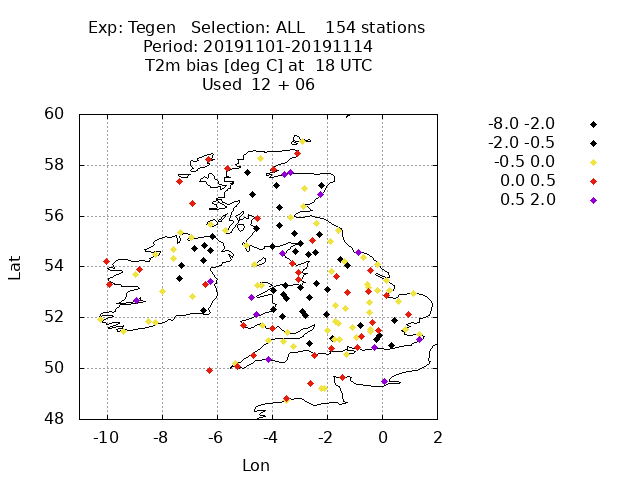 Exp: Tegen   Selection: ALL    154 stations
Period: 20191101-20191114
T2m bias [deg C] at  18 UTC
Used  12 + 06
-8.0 -2.0
-2.0 -0.5
-0.5 0.0
0.0 0.5
0.5 2.0
60
58
56
54
52
50
48
Lat
-10 -8 -6 -4 -2 0 2
Lon